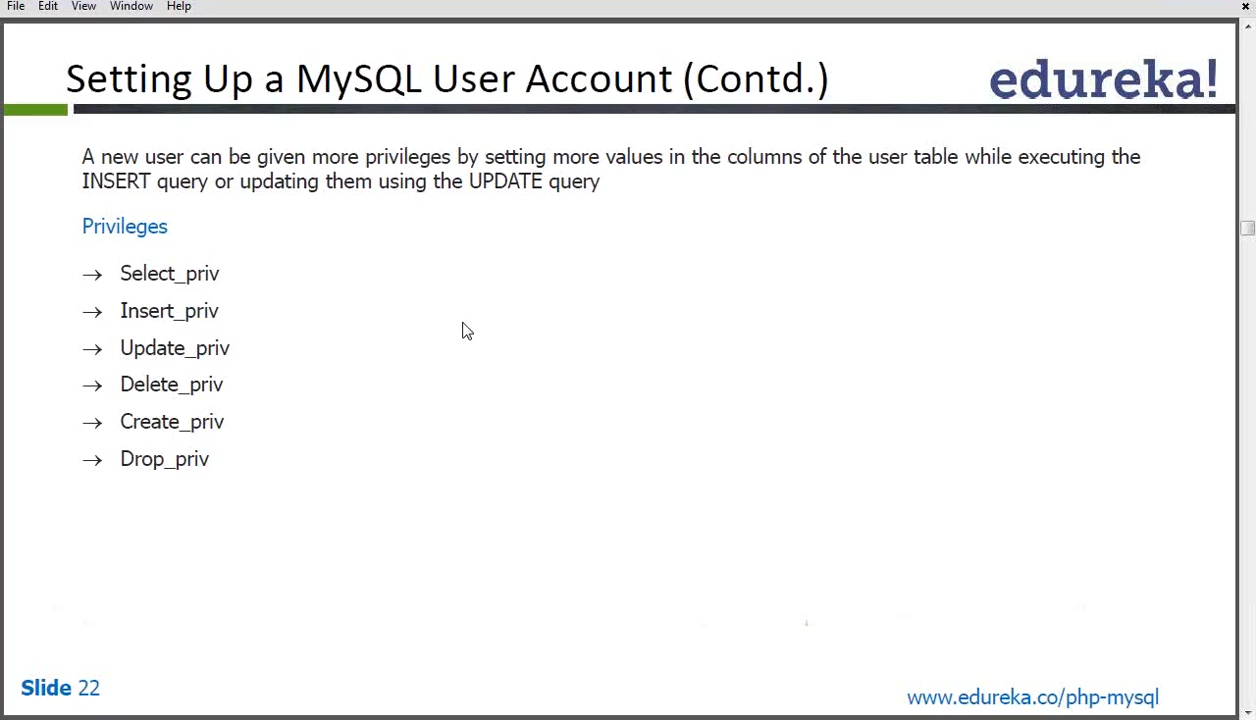 File Edit View Window Help
Setting Up a MySQL User Account (Contd.)
edureka!
A new user can be given more privileges by setting more values in the columns of the user table while executing the
INSERT query or updating them using the UPDATE query
Privileges
→ Select_priv
→ Insert_priv
→ Update_priv
→ Delete_priv
→ Create_priv
→ Drop_priv
Slide 22
www.edureka.co/php-mysql